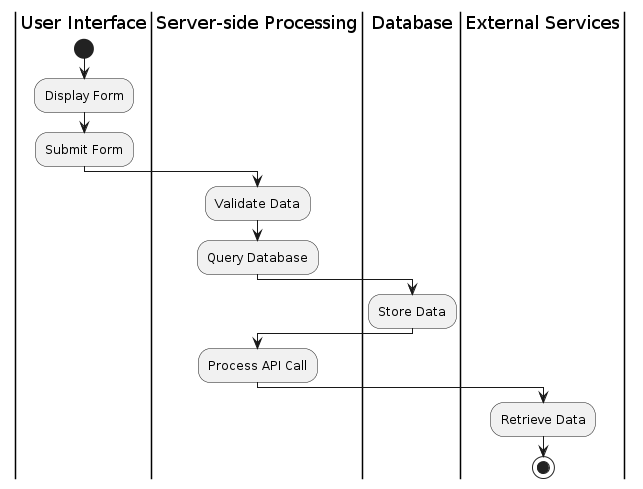 User Interface
Server-side Processing
Database
External Services
Display Form
Submit Form
Validate Data
Query Database
Store Data
Process API Call
Retrieve Data